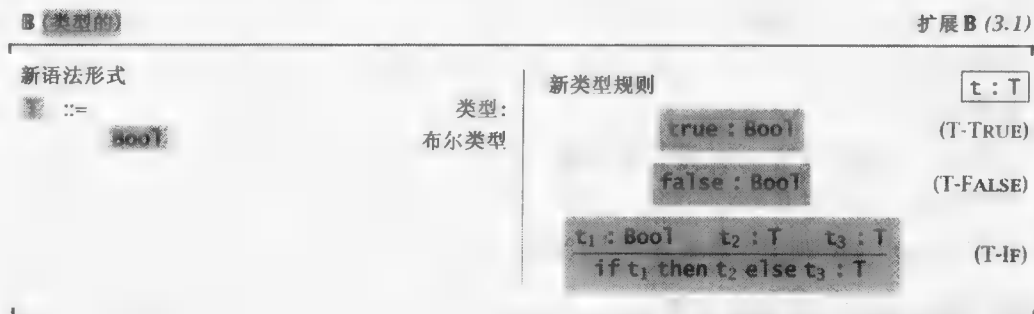 B (类型的) 扩展 B (3.1)
新语法形式
T ::= 类型:
Bool 布尔类型
新类型规则 t : T
true : Bool (T-TRUE)
false : Bool (T-FALSE)
t₁ : Bool t₂ : T t₃ : T
if t₁ then t₂ else t₃ : T (T-IF)